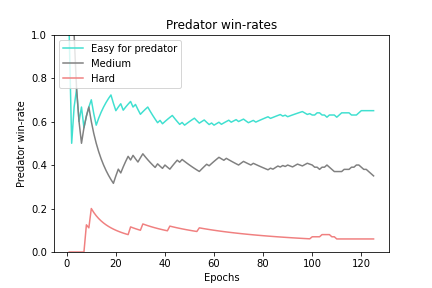 Predator win-rates
Predator win-rate
1.0
0.8
0.6
0.4
0.2
0.0
Easy for predator
Medium
Hard
0
20
40
60
80
100
120
Epochs